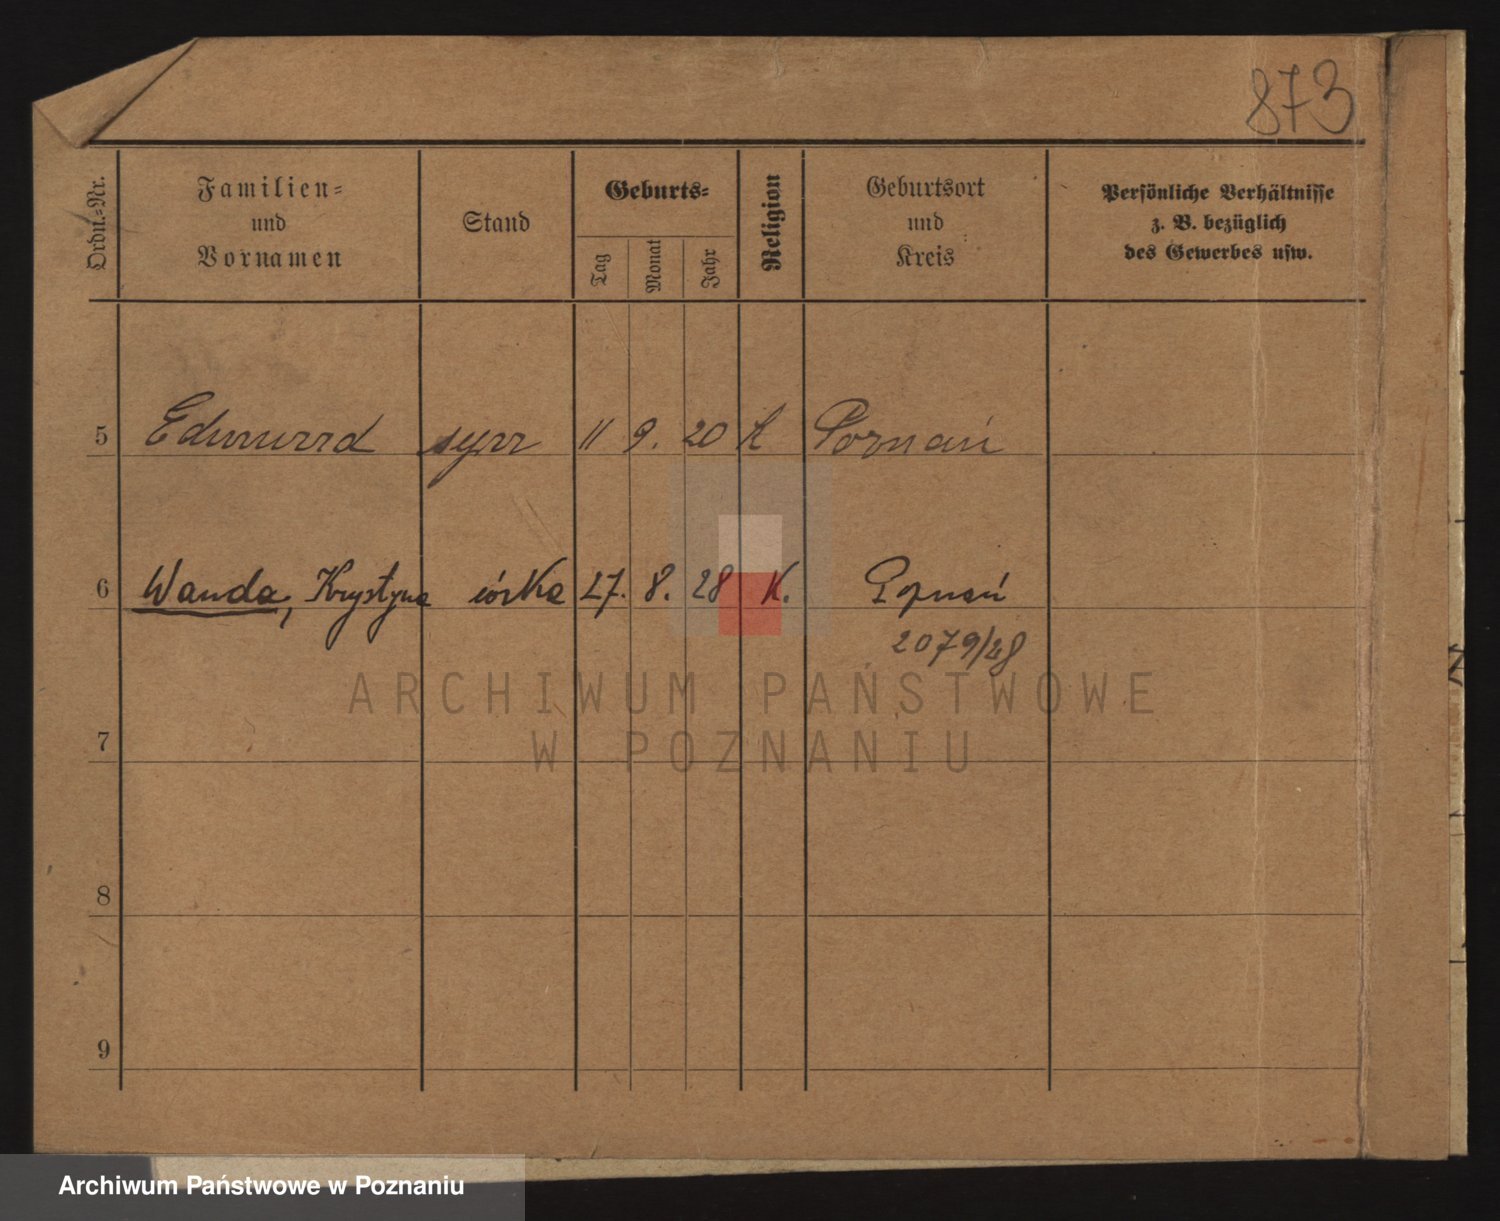 873
Ordn.-Nr.
Familien-
und
Vornamen
Stand
Geburts-
Tag
Monat
Jahr
Religion
Geburtsort
und
Kreis
Persönliche Verhältnisse
z. B. bezüglich
des Gewerbes usw.
5 Edward syn 11 9. 20 k Poznań
6 Wanda, Krystyna córka 27. 8. 28 K. Poznań
2079/28
ARCHIWUM PAŃSTWOWE
W POZNANIU
7
8
9
Archiwum Państwowe w Poznaniu